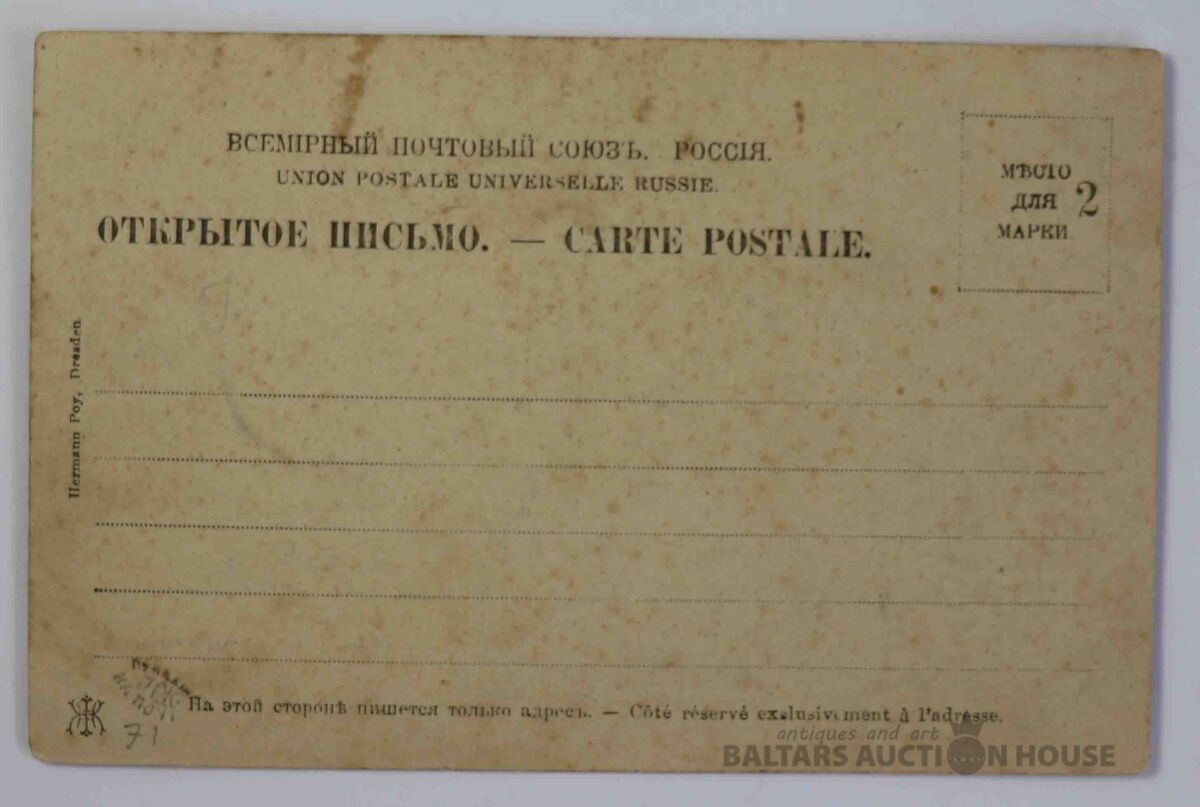 ВСЕМІРНЫЙ ПОЧТОВЫЙ СОЮЗЪ. РОССІЯ.
UNION POSTALE UNIVERSELLE RUSSIE.
ОТКРЫТОЕ ПИСЬМО. — CARTE POSTALE.
МѢСТО
ДЛЯ 2
МАРКИ
Hermann Poy, Dresden.
На этой сторонѣ пишется только адресъ. — Côté réservé exclusivement à l'adresse.
71
antiques and art
BALTARS AUCTION HOUSE